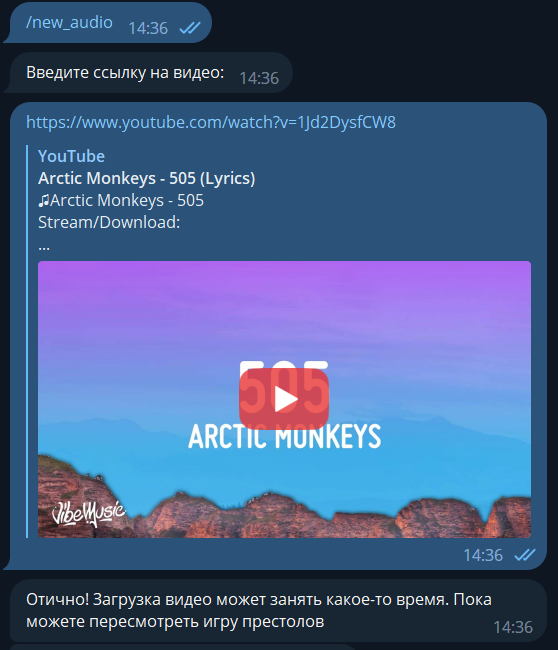 /new_audio 14:36
Введите ссылку на видео: 14:36
https://www.youtube.com/watch?v=1Jd2DysfCW8
YouTube
Arctic Monkeys - 505 (Lyrics)
♫Arctic Monkeys - 505
Stream/Download:
...
505
ARCTIC MONKEYS
VibeMusic
14:36
Отично! Загрузка видео может занять какое-то время. Пока
можете пересмотреть игру престолов 14:36